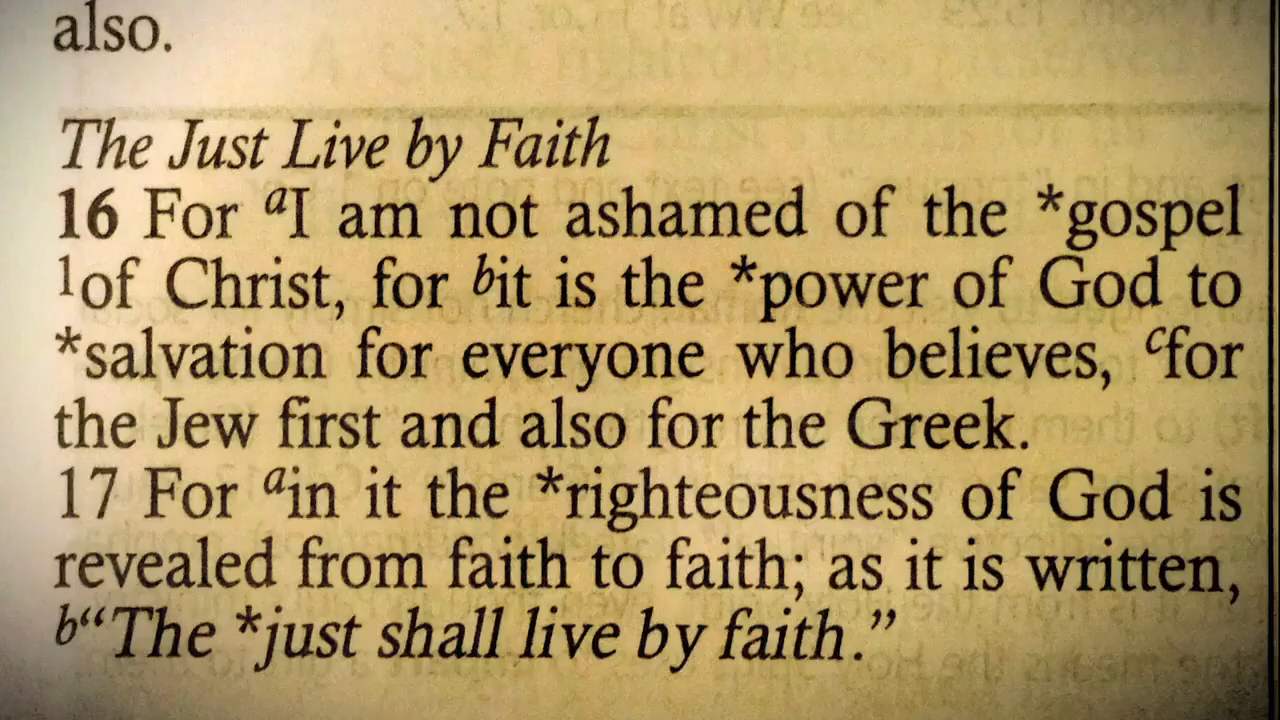 also.
The Just Live by Faith
16 For aI am not ashamed of the *gospel
1of Christ, for bit is the *power of God to
*salvation for everyone who believes, cfor
the Jew first and also for the Greek.
17 For ain it the *righteousness of God is
revealed from faith to faith; as it is written,
b“The *just shall live by faith.”